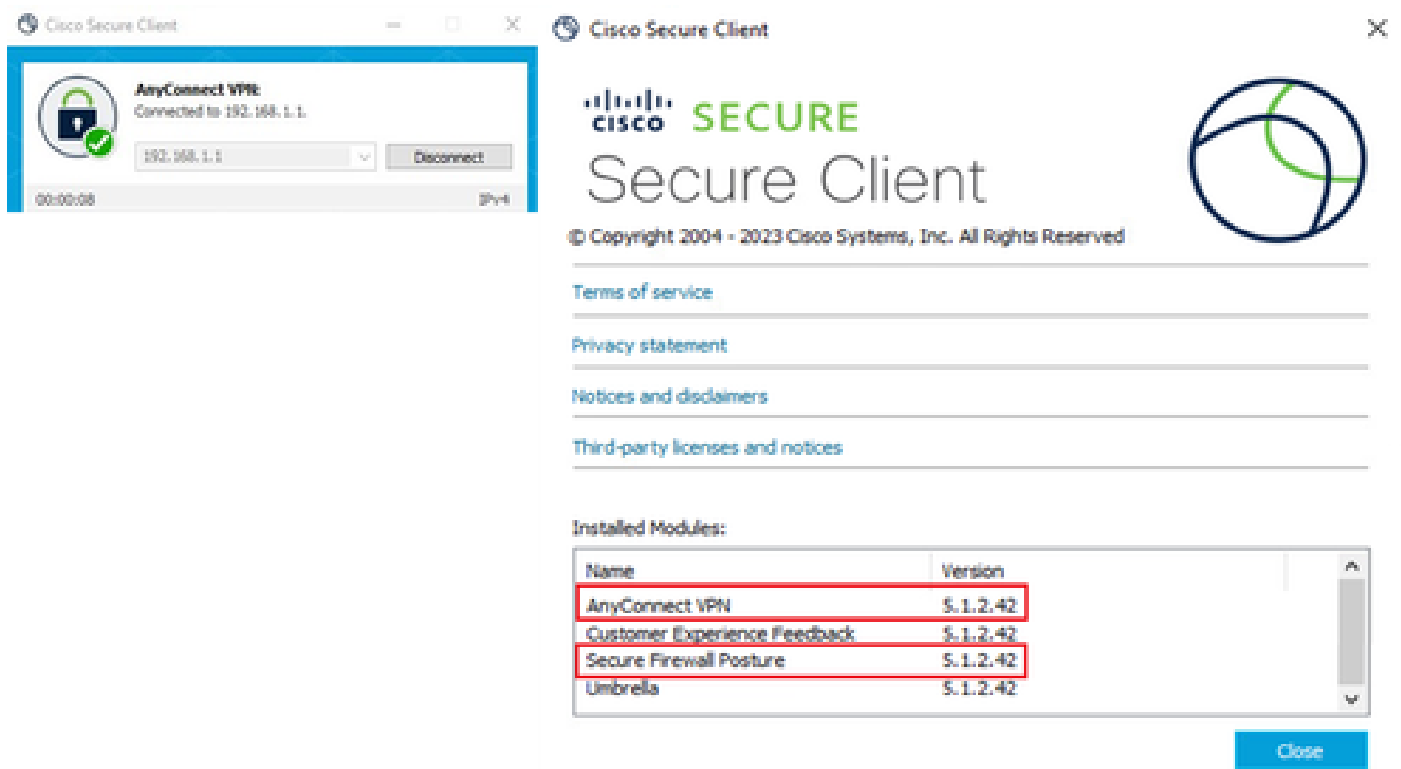 Cisco Secure Client
AnyConnect VPN:
Connected to 192.168.1.1.
192.168.1.1
Disconnect
00:00:08
IPv4
Cisco Secure Client
CISCO SECURE
Secure Client
© Copyright 2004 - 2023 Cisco Systems, Inc. All Rights Reserved
Terms of service
Privacy statement
Notices and disclaimers
Third-party licenses and notices
Installed Modules:
Name Version
AnyConnect VPN 5.1.2.42
Customer Experience Feedback 5.1.2.42
Secure Firewall Posture 5.1.2.42
Umbrella 5.1.2.42
Close